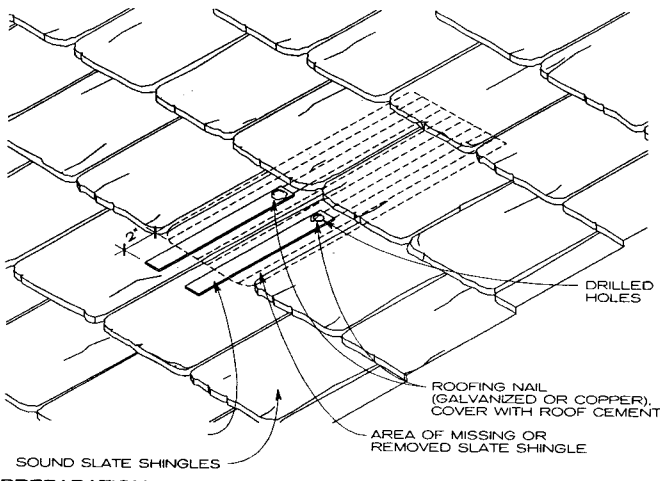 2"
DRILLED
HOLES
ROOFING NAIL
(GALVANIZED OR COPPER),
COVER WITH ROOF CEMENT
AREA OF MISSING OR
REMOVED SLATE SHINGLE
SOUND SLATE SHINGLES